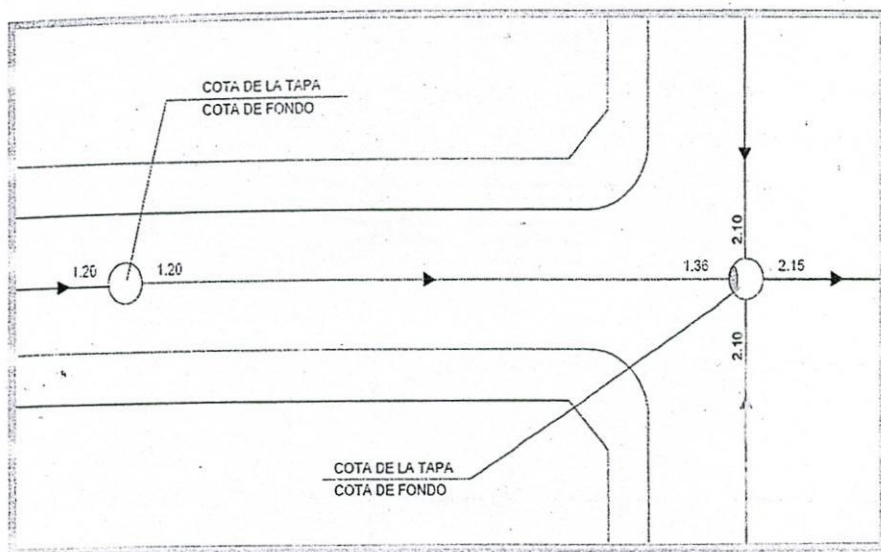 COTA DE LA TAPA
COTA DE FONDO
2.10
1.20
1.20
1.36
2.15
2.10
COTA DE LA TAPA
COTA DE FONDO